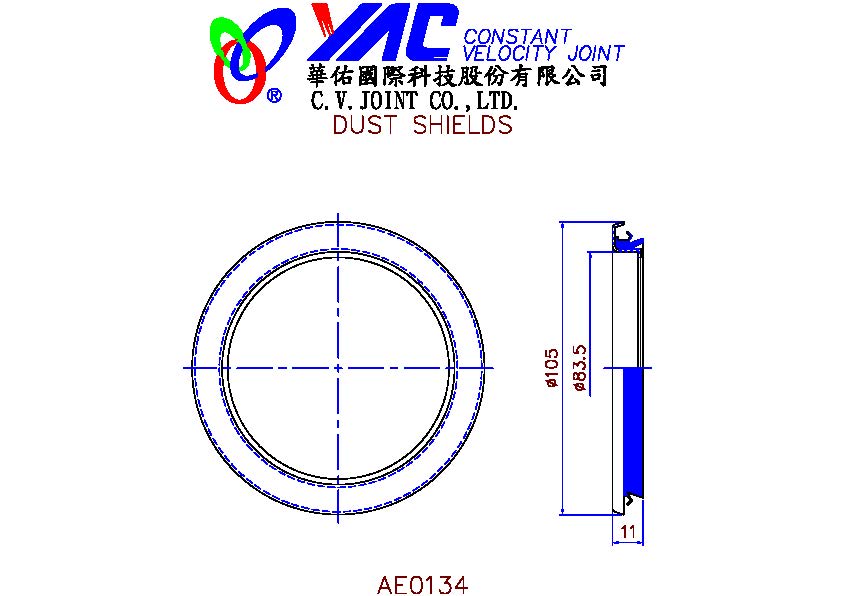 YAC CONSTANT
VELOCITY JOINT
®
華佑國際科技股份有限公司
C.V.JOINT CO.,LTD.
DUST SHIELDS
ø105
ø83.5
11
AE0134